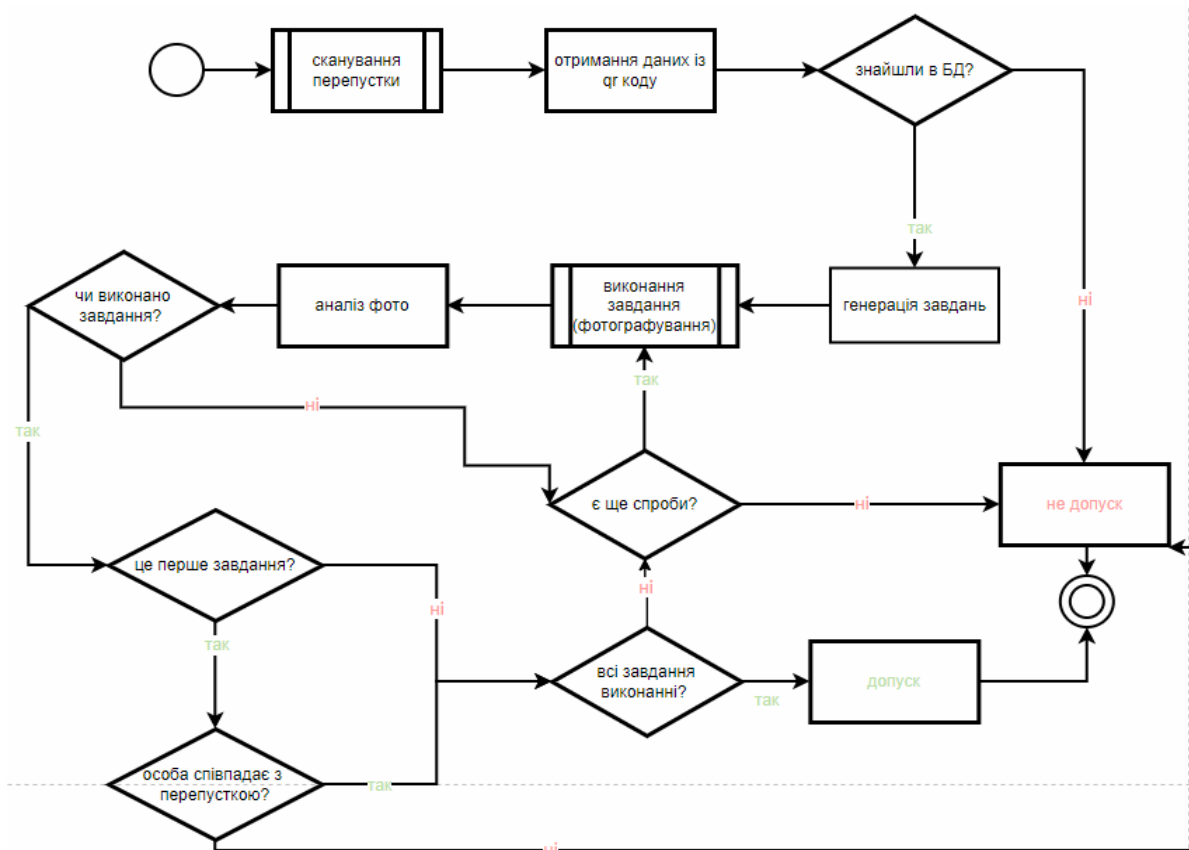 сканування
перепустки
отримання даних із
qr коду
знайшли в БД?
так
ні
чи виконано
завдання?
аналіз фото
виконання
завдання
(фотографування)
генерація завдань
так
ні
так
є ще спроби?
ні
не допуск
це перше завдання?
ні
ні
так
всі завдання
виконанні?
так
допуск
особа співпадає з
перепусткою?
так
ні